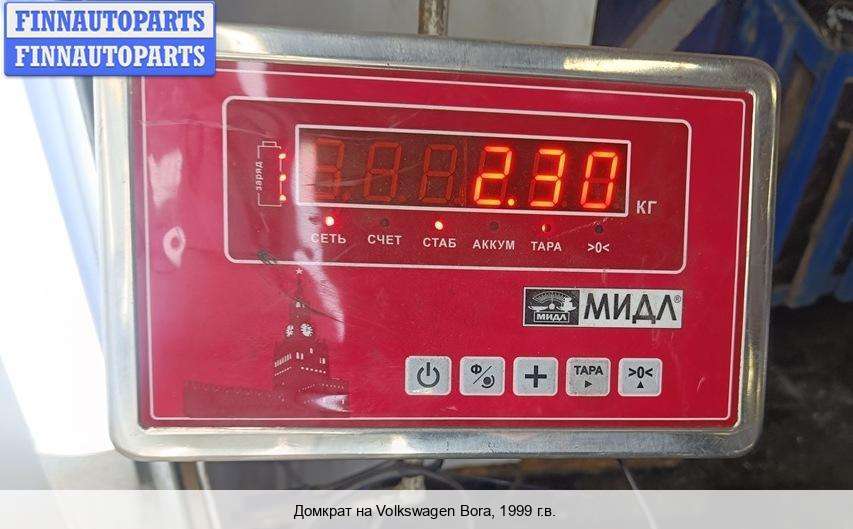 FINNAUTOPARTS
FINNAUTOPARTS
заряд
2.30
КГ
СЕТЬ СЧЕТ СТАБ АККУМ ТАРА >0<
МИДЛ МИДЛ®
Ф/ + ТАРА >0<
Домкрат на Volkswagen Bora, 1999 г.в.